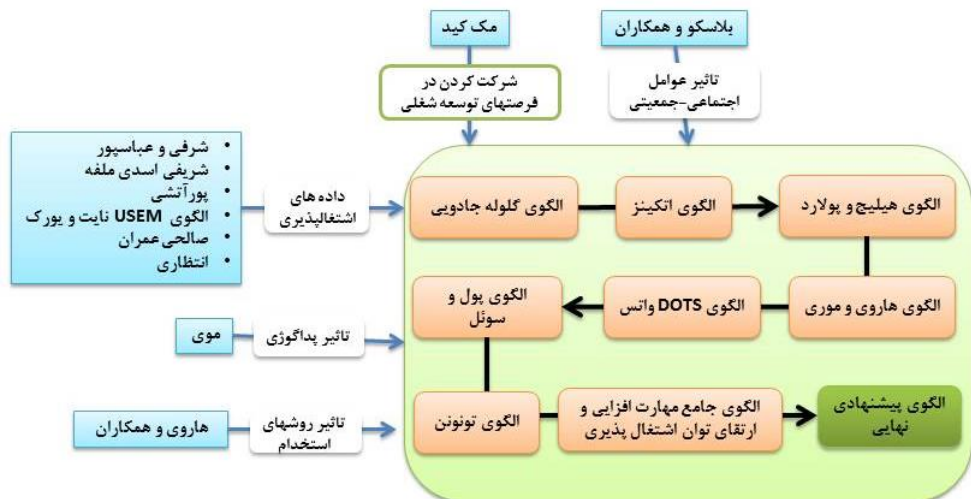 مک کید
بلاسکو و همکاران
شرکت کردن در
فرصتهای توسعه شغلی
تاثیر عوامل
اجتماعی-جمعیتی
• شرفی و عباسپور
• شریفی اسدی ملفه
• پورآتشی
• الگوی USEM نایت و یورک
• صالحی عمران
• انتظاری
داده‌های
اشتغالپذیری
الگوی گلوله جادویی
الگوی اتکینز
الگوی هیلیج و پولارد
الگوی هاروی و موری
الگوی DOTS واتس
الگوی پول و
سوئل
موی
تاثیر پداگوژی
هاروی و همکاران
تاثیر روشهای
استخدام
الگوی تونونن
الگوی جامع مهارت افزایی و
ارتقای توان اشتغال پذیری
الگوی پیشنهادی
نهایی